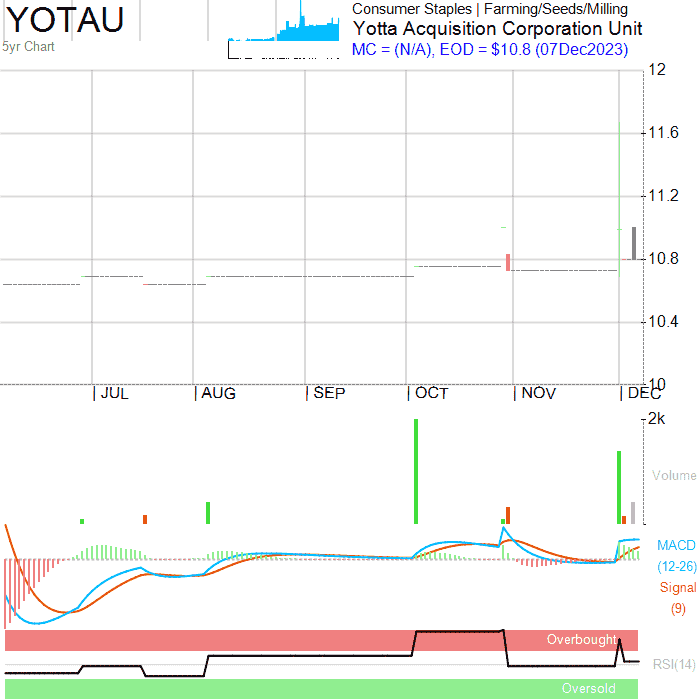 YOTAU
Consumer Staples | Farming/Seeds/Milling
Yotta Acquisition Corporation Unit
5yr Chart
MC = (N/A), EOD = $10.8 (07Dec2023)
12
11.6
11.2
10.8
10.4
10
| JUL
| AUG
| SEP
| OCT
| NOV
| DEC
2k
Volume
MACD
(12-26)
Signal
(9)
Overbought
RSI(14)
Oversold